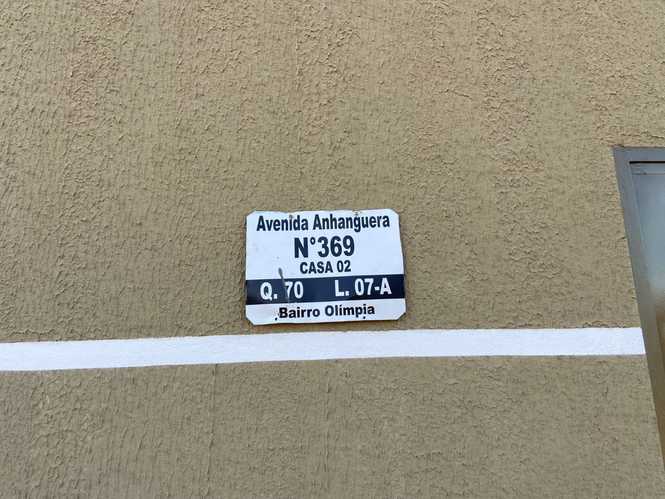 Avenida Anhanguera
N°369
CASA 02
Q. 70 L. 07-A
Bairro Olímpia